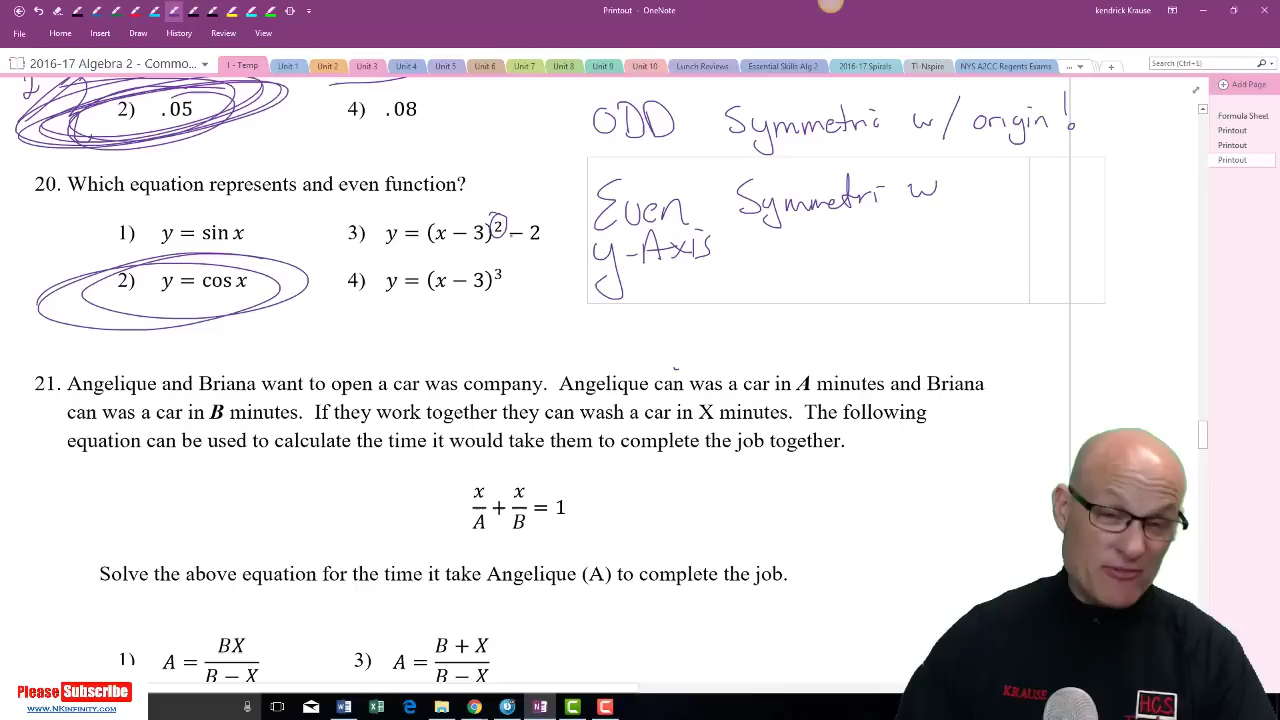 Printout - OneNote
kendrick Krause
File Home Insert Draw History Review View
2016-17 Algebra 2 - Commo...
I - Temp Unit 1 Unit 2 Unit 3 Unit 4 Unit 5 Unit 6 Unit 7 Unit 8 Unit 9 Unit 10 Lunch Reviews Essential Skills Alg 2 2016-17 Spirals TI-Nspire NYS A2CC Regents Exams ...
Search (Ctrl+E)
Add Page
Formula Sheet
Printout
Printout
Printout
2) .05 4) .08
ODD Symmetric w/ origin!
20. Which equation represents and even function?
1) y = sin x 3) y = (x − 3)² − 2
2) y = cos x 4) y = (x − 3)³
Even Symmetri w
y-Axis
21. Angelique and Briana want to open a car was company. Angelique can was a car in A minutes and Briana
can was a car in B minutes. If they work together they can wash a car in X minutes. The following
equation can be used to calculate the time it would take them to complete the job together.
x/A + x/B = 1
Solve the above equation for the time it take Angelique (A) to complete the job.
1) A = BX/(B − X) 3) A = (B + X)/(B − X)
Please Subscribe
www.NKinfinity.com
KRAUSE
HCS